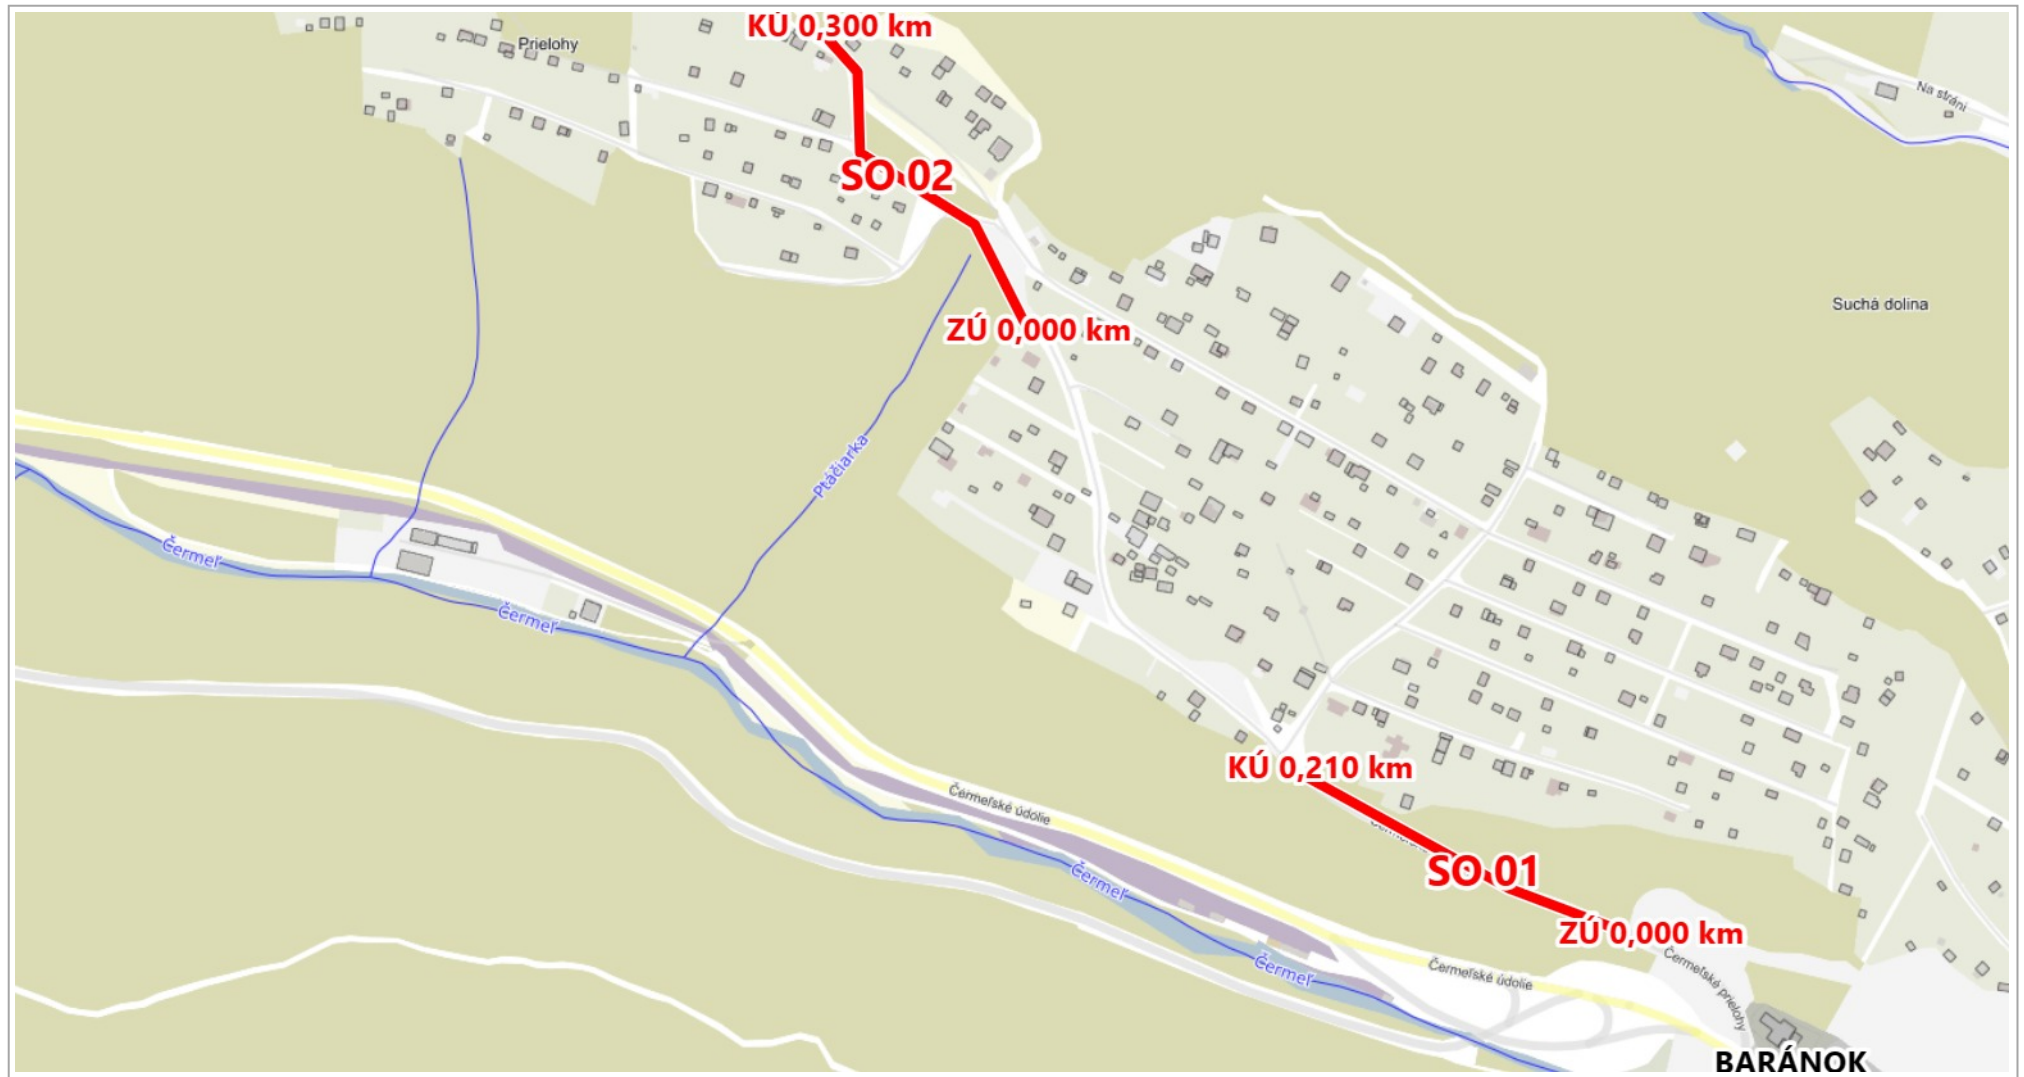 KÚ 0,300 km
Prielohy
Na stráni
SO 02
Suchá dolina
ZÚ 0,000 km
Ptáčiarka
Čermeľ
Čermeľ
KÚ 0,210 km
Čermeľské údolie
SO 01
Čermeľ
ZÚ 0,000 km
Čermeľ
Čermeľské údolie
Čermeľské prielohy
BARÁNOK